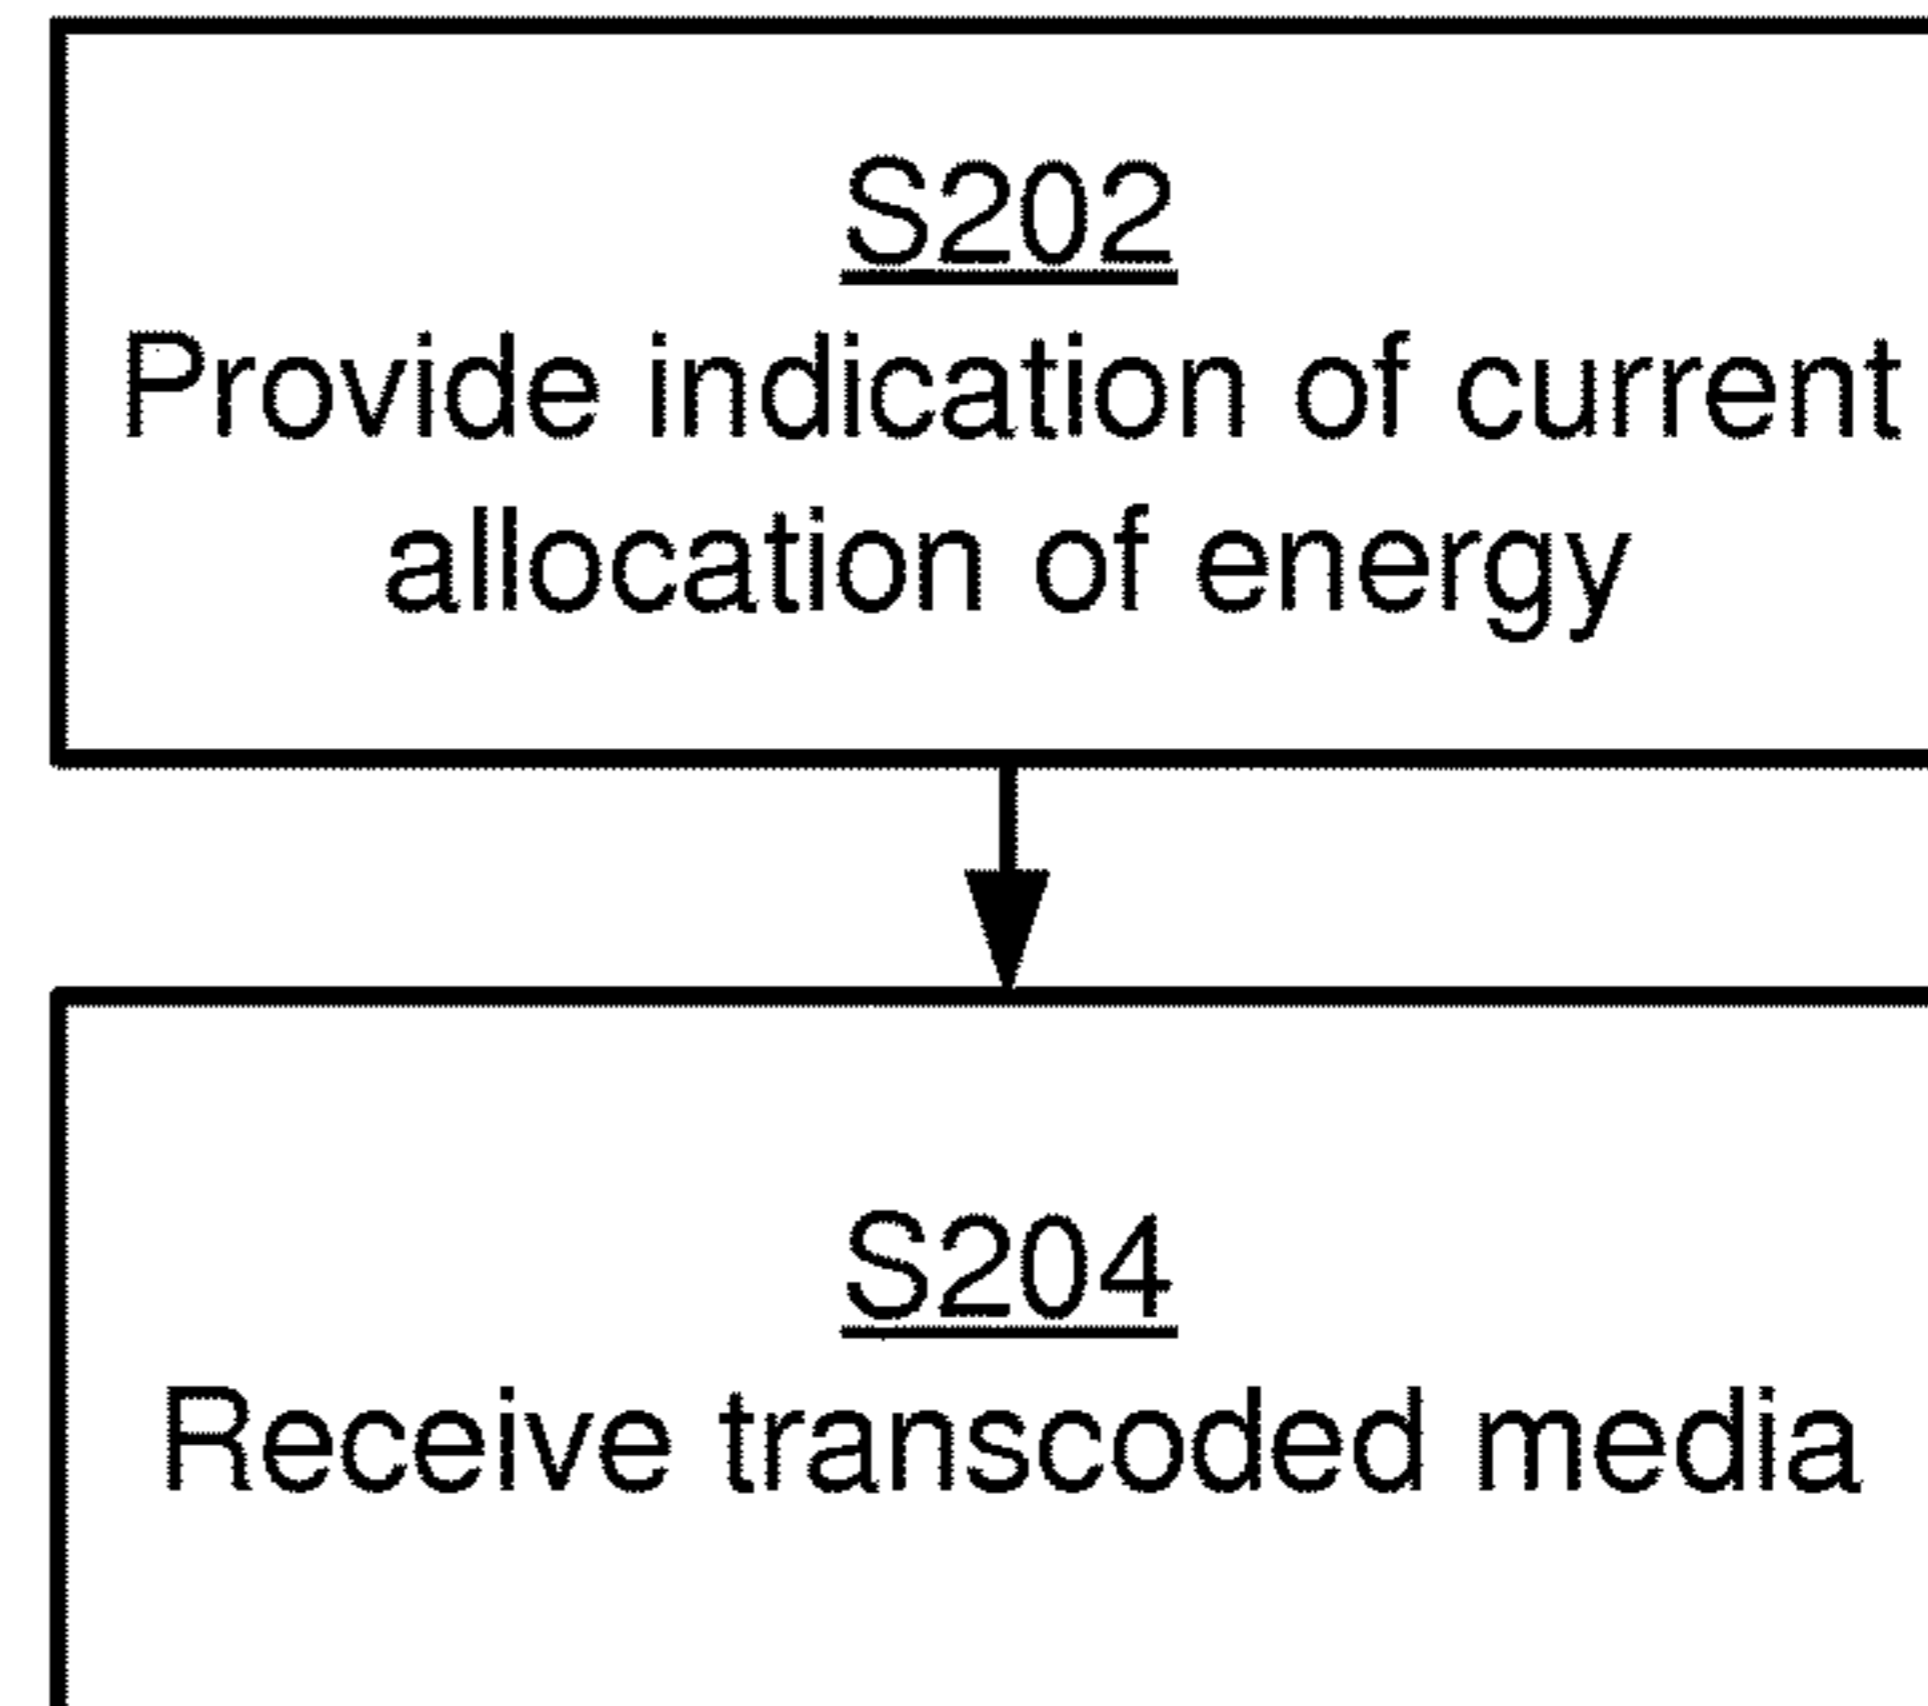 S202
Provide indication of current
allocation of energy
S204
Receive transcoded media